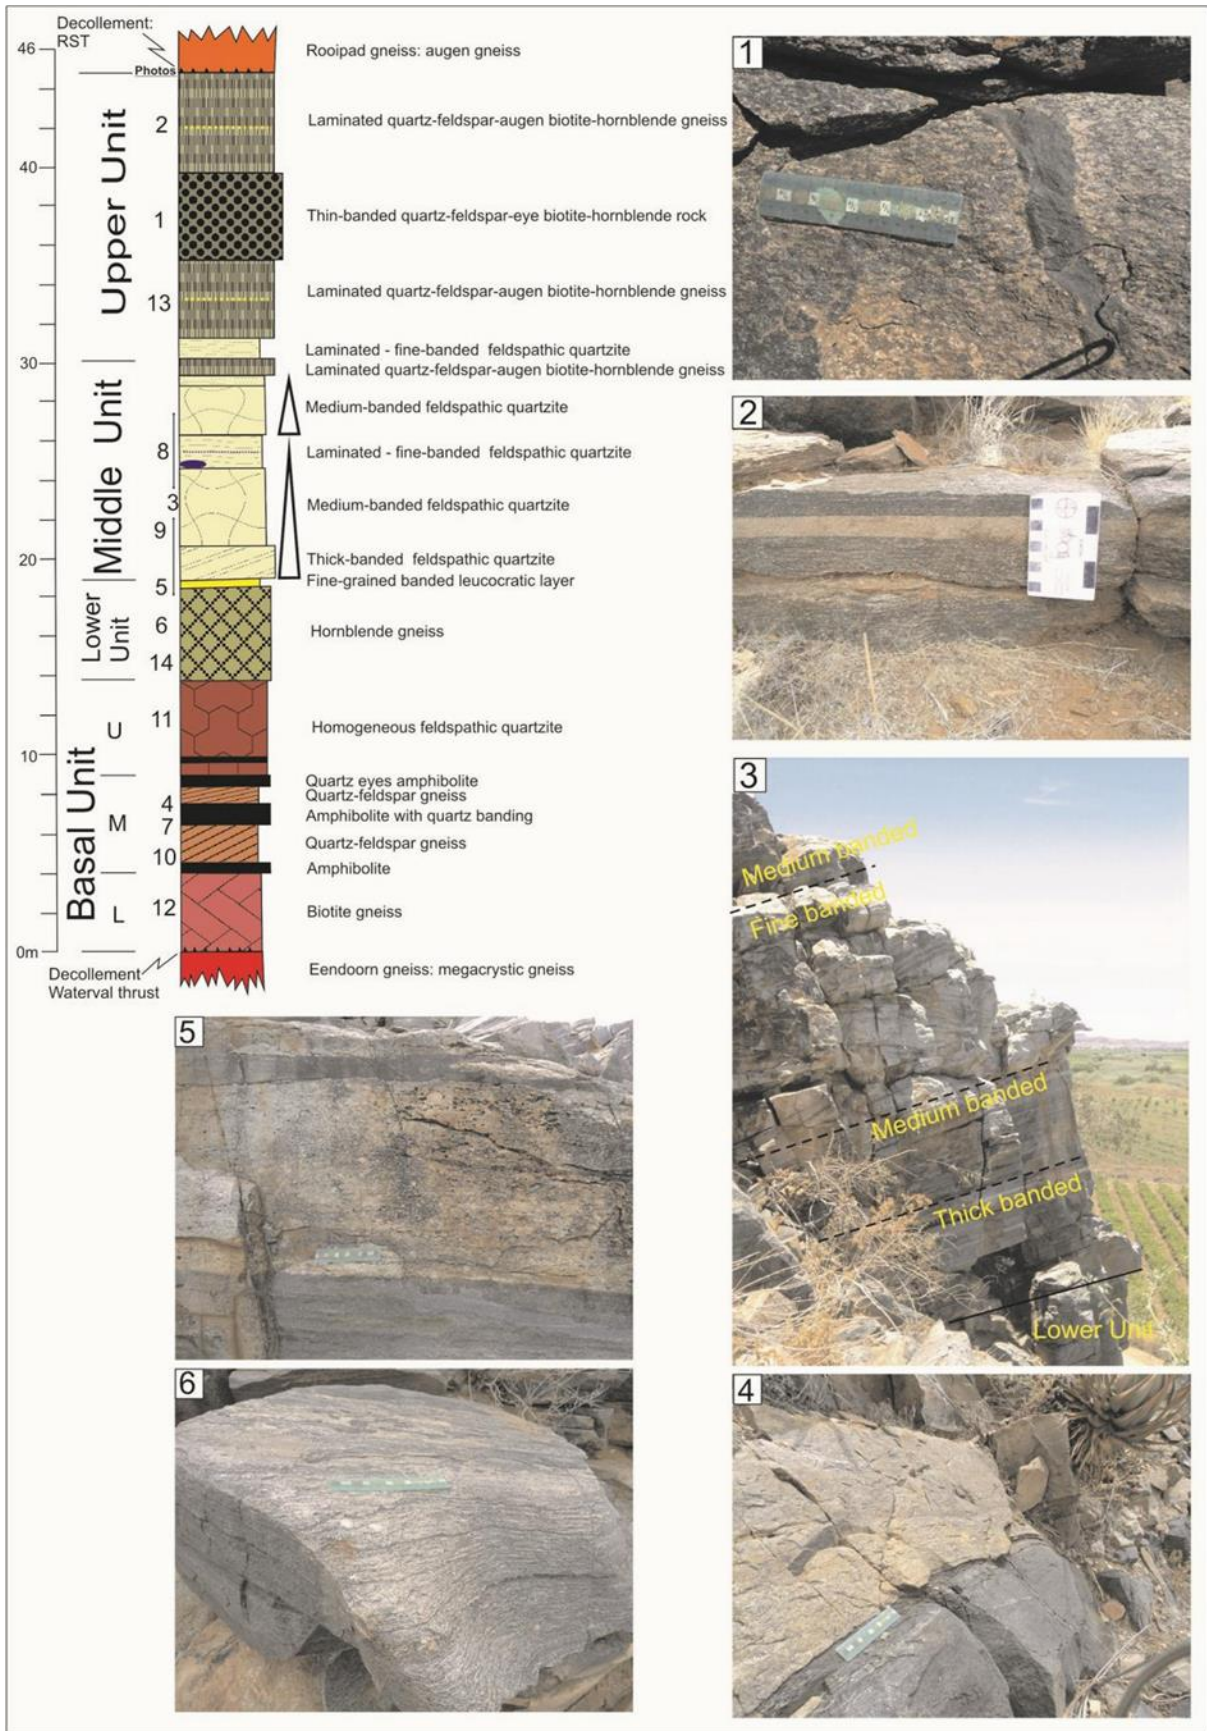 Decollement:
RST
46
Photos
Rooipad gneiss: augen gneiss
Upper Unit
2
Laminated quartz-feldspar-augen biotite-hornblende gneiss
40
1
Thin-banded quartz-feldspar-eye biotite-hornblende rock
13
Laminated quartz-feldspar-augen biotite-hornblende gneiss
Laminated - fine-banded feldspathic quartzite
30
Laminated quartz-feldspar-augen biotite-hornblende gneiss
Middle Unit
Medium-banded feldspathic quartzite
8
Laminated - fine-banded feldspathic quartzite
3
Medium-banded feldspathic quartzite
9
20
Thick-banded feldspathic quartzite
5
Fine-grained banded leucocratic layer
Lower
Unit
6
Hornblende gneiss
14
Basal Unit
U
11
Homogeneous feldspathic quartzite
10
Quartz eyes amphibolite
Quartz-feldspar gneiss
4
Amphibolite with quartz banding
M
7
Quartz-feldspar gneiss
10
Amphibolite
12
Biotite gneiss
L
0m
Decollement
Waterval thrust
Eendoorn gneiss: megacrystic gneiss
1
2
3
Medium banded
Fine banded
Medium banded
Thick banded
Lower Unit
5
6
4